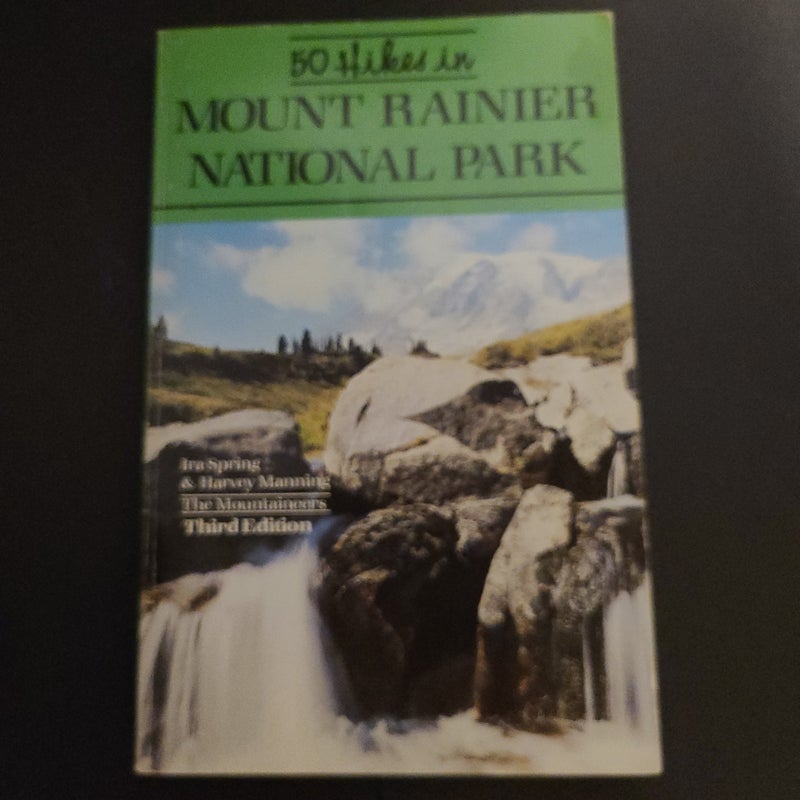 50 Hikes in
MOUNT RAINIER
NATIONAL PARK
Ira Spring
& Harvey Manning
The Mountaineers
Third Edition